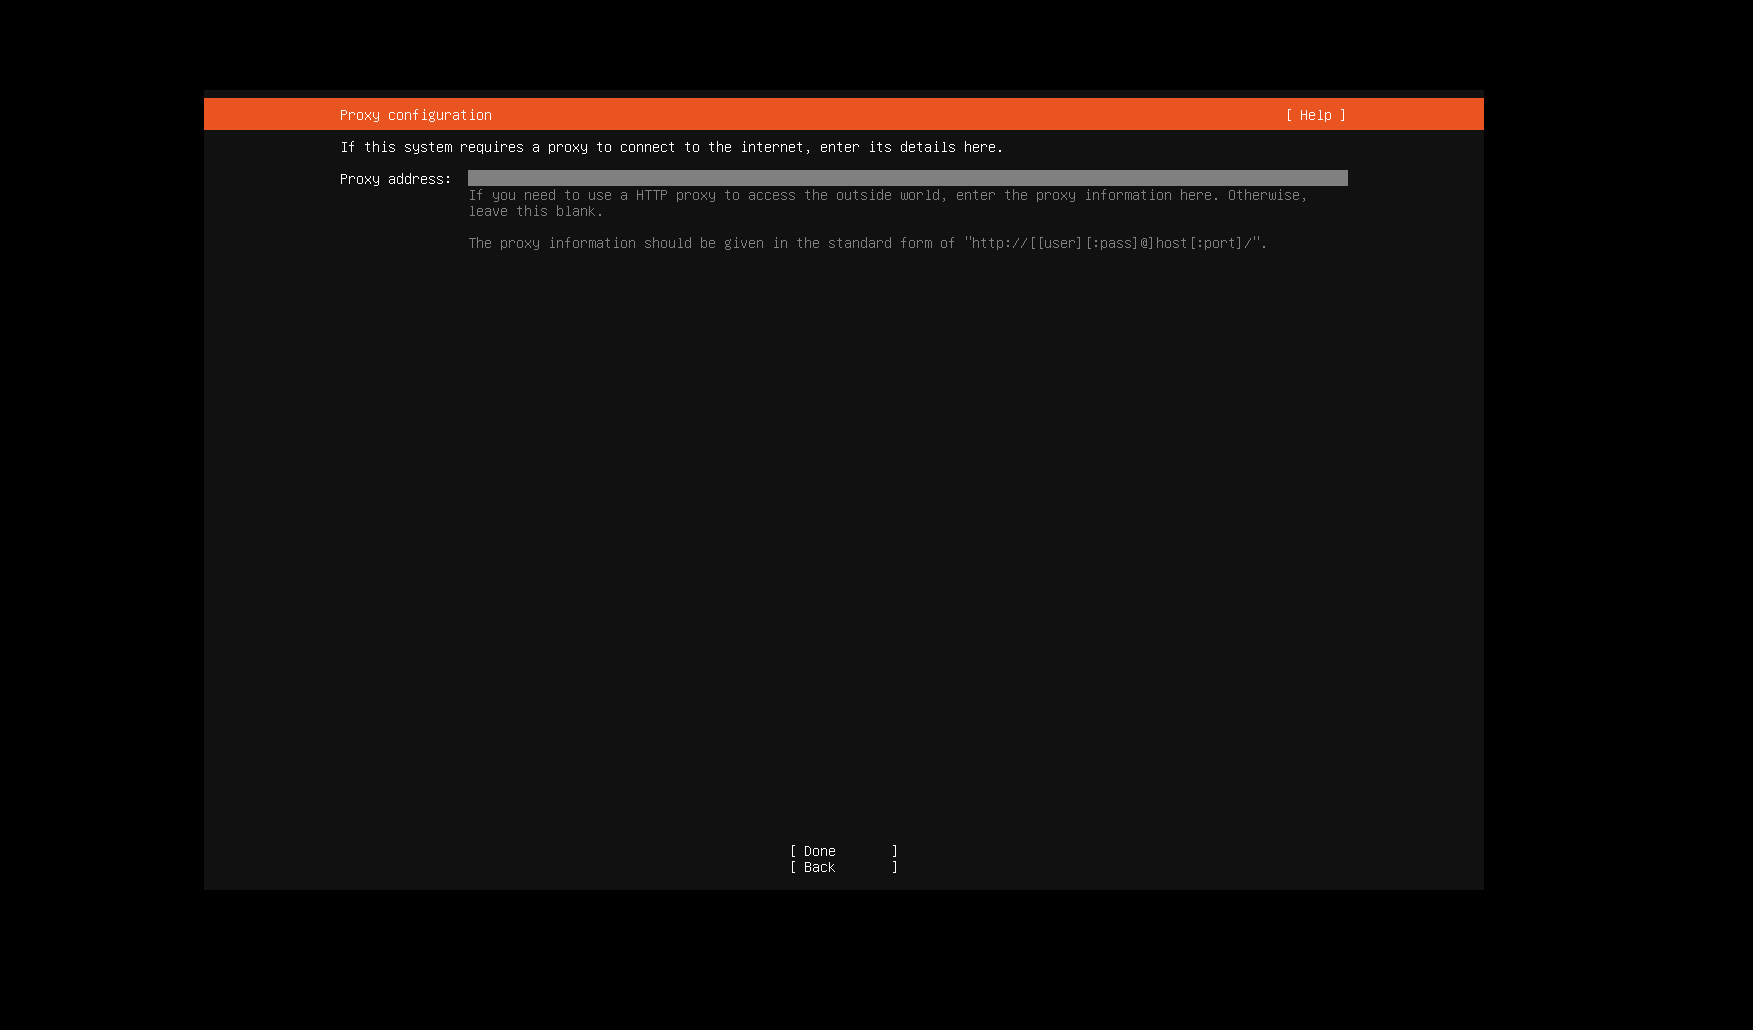 Proxy configuration [ Help ]
If this system requires a proxy to connect to the internet, enter its details here.
Proxy address:
If you need to use a HTTP proxy to access the outside world, enter the proxy information here. Otherwise,
leave this blank.
The proxy information should be given in the standard form of "http://[[user][:pass]@]host[:port]/".
[ Done ]
[ Back ]